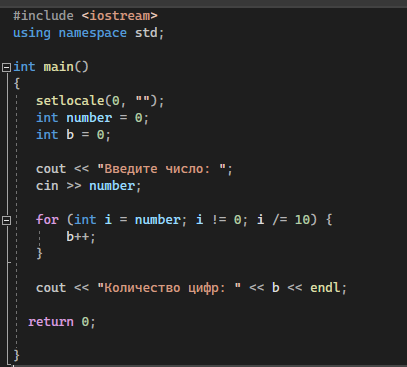 #include <iostream>
using namespace std;
int main()
{
setlocale(0, "");
int number = 0;
int b = 0;
cout << "Введите число: ";
cin >> number;
for (int i = number; i != 0; i /= 10) {
b++;
}
cout << "Количество цифр: " << b << endl;
return 0;
}